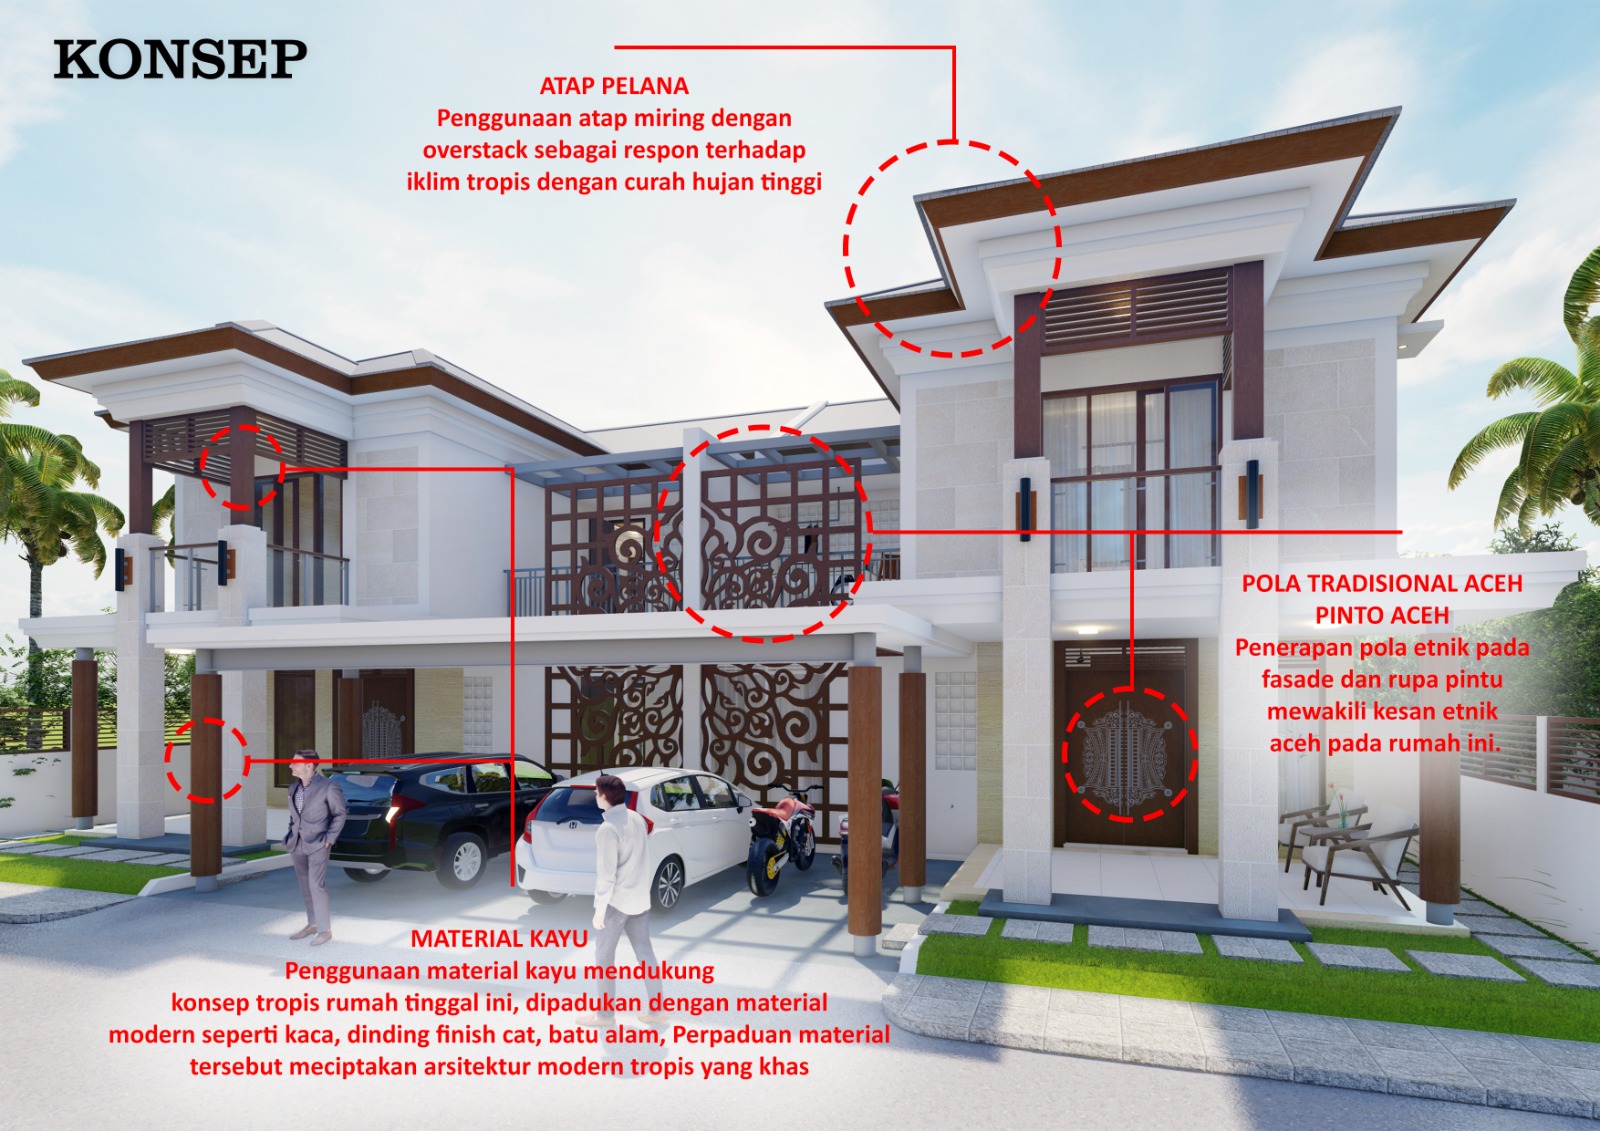 KONSEP
ATAP PELANA
Penggunaan atap miring dengan
overstack sebagai respon terhadap
iklim tropis dengan curah hujan tinggi
POLA TRADISIONAL ACEH
PINTO ACEH
Penerapan pola etnik pada
fasade dan rupa pintu
mewakili kesan etnik
aceh pada rumah ini.
MATERIAL KAYU
Penggunaan material kayu mendukung
konsep tropis rumah tinggal ini, dipadukan dengan material
modern seperti kaca, dinding finish cat, batu alam, Perpaduan material
tersebut meciptakan arsitektur modern tropis yang khas